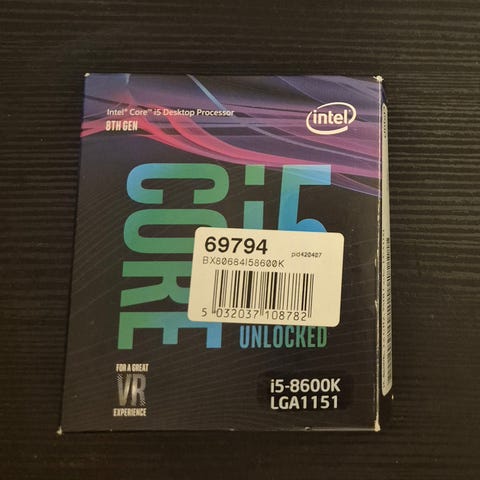 Intel® Core™ i5 Desktop Processor
8TH GEN
intel
CORE i5
69794
pid420407
BX80684I58600K
5 032037 108782
UNLOCKED
FOR A GREAT
VR
EXPERIENCE
i5-8600K
LGA1151